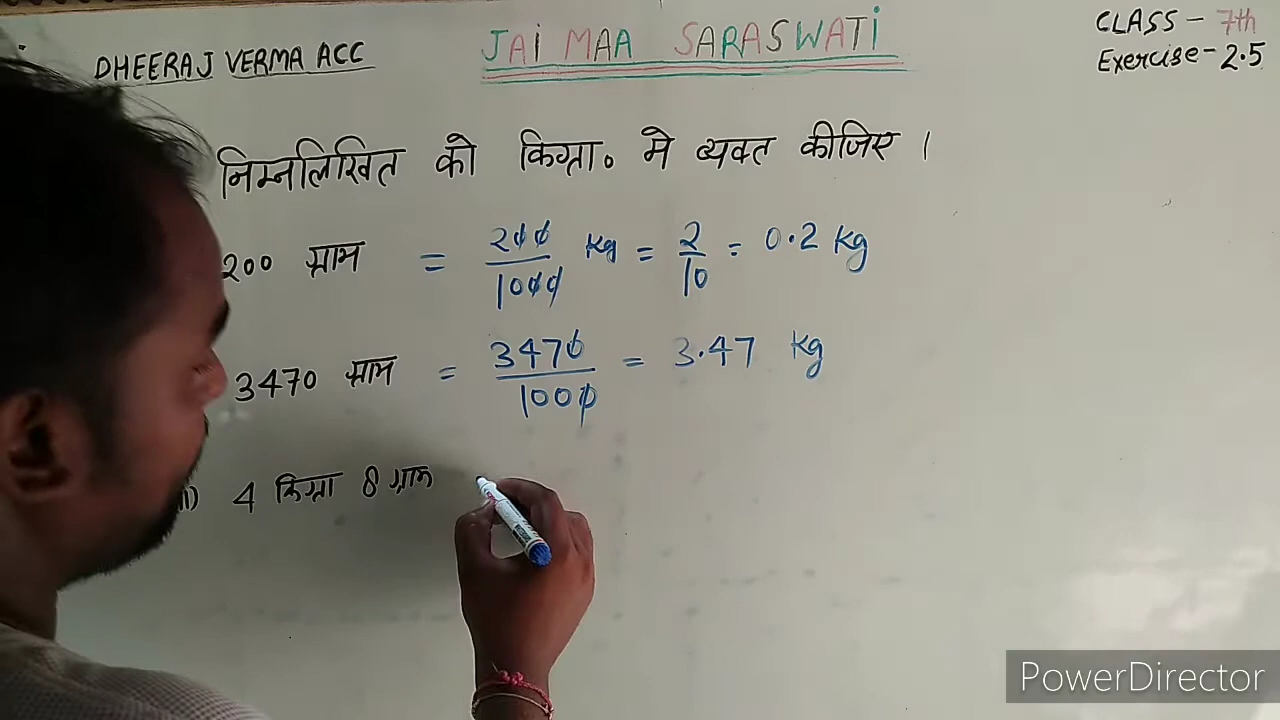 DHEERAJ VERMA ACC
JAI MAA SARASWATI
CLASS - 7th
Exercise - 2.5
निम्नलिखित को किग्रा० मे व्यक्त कीजिए ।
200 ग्राम = 200/1000 Kg = 2/10 = 0.2 Kg
3470 ग्राम = 3470/1000 = 3.47 Kg
4 किग्रा 8 ग्राम
PowerDirector